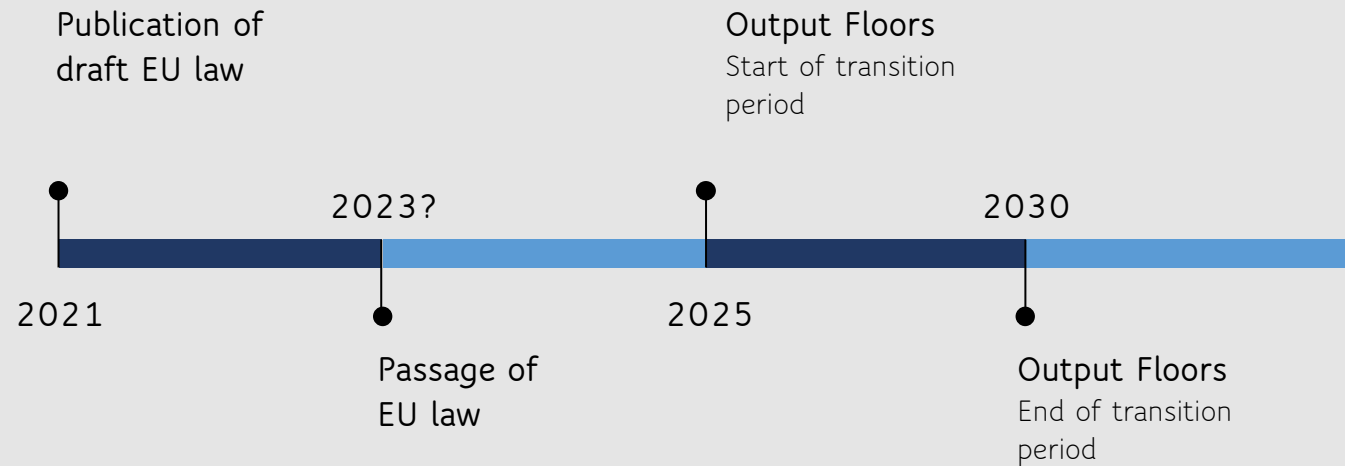 Publication of
draft EU law
Output Floors
Start of transition
period
2023?
2030
2021
2025
Passage of
EU law
Output Floors
End of transition
period